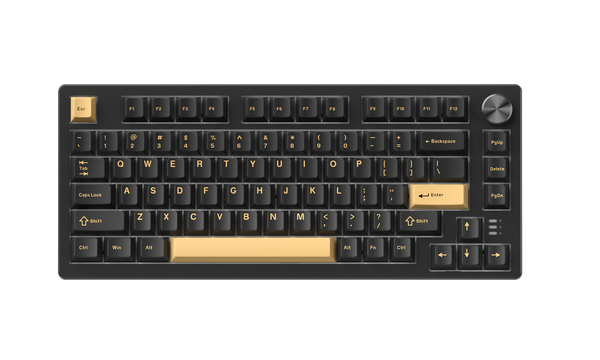 Esc F1 F2 F3 F4 F5 F6 F7 F8 F9 F10 F11 F12
~ ! @ # $ % ^ & * ( ) _ +
` 1 2 3 4 5 6 7 8 9 0 - = ← Backspace PgUp
Tab Q W E R T Y U I O P { [ } ] | \ Delete
Caps Lock A S D F G H J K L : ; " ' Enter PgDn
Shift Z X C V B N M < , > . ? / Shift ↑
Ctrl Win Alt Alt Fn Ctrl ← ↓ →